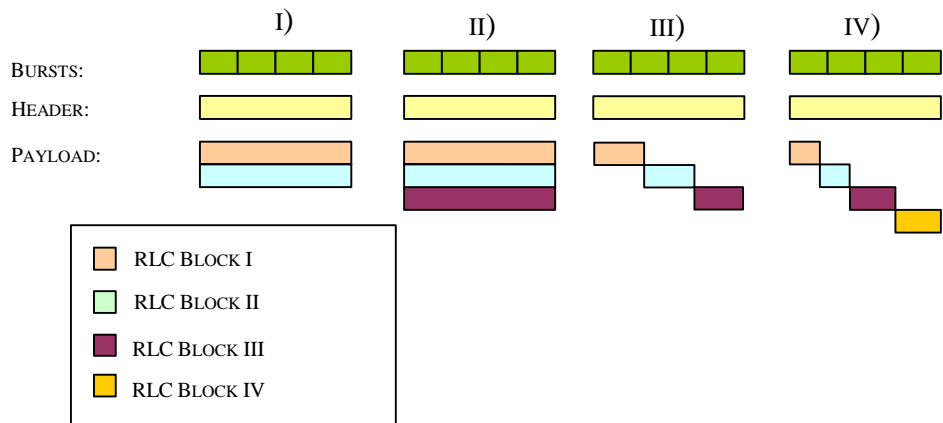 I) II) III) IV)
BURSTS:
HEADER:
PAYLOAD:
RLC BLOCK I
RLC BLOCK II
RLC BLOCK III
RLC BLOCK IV